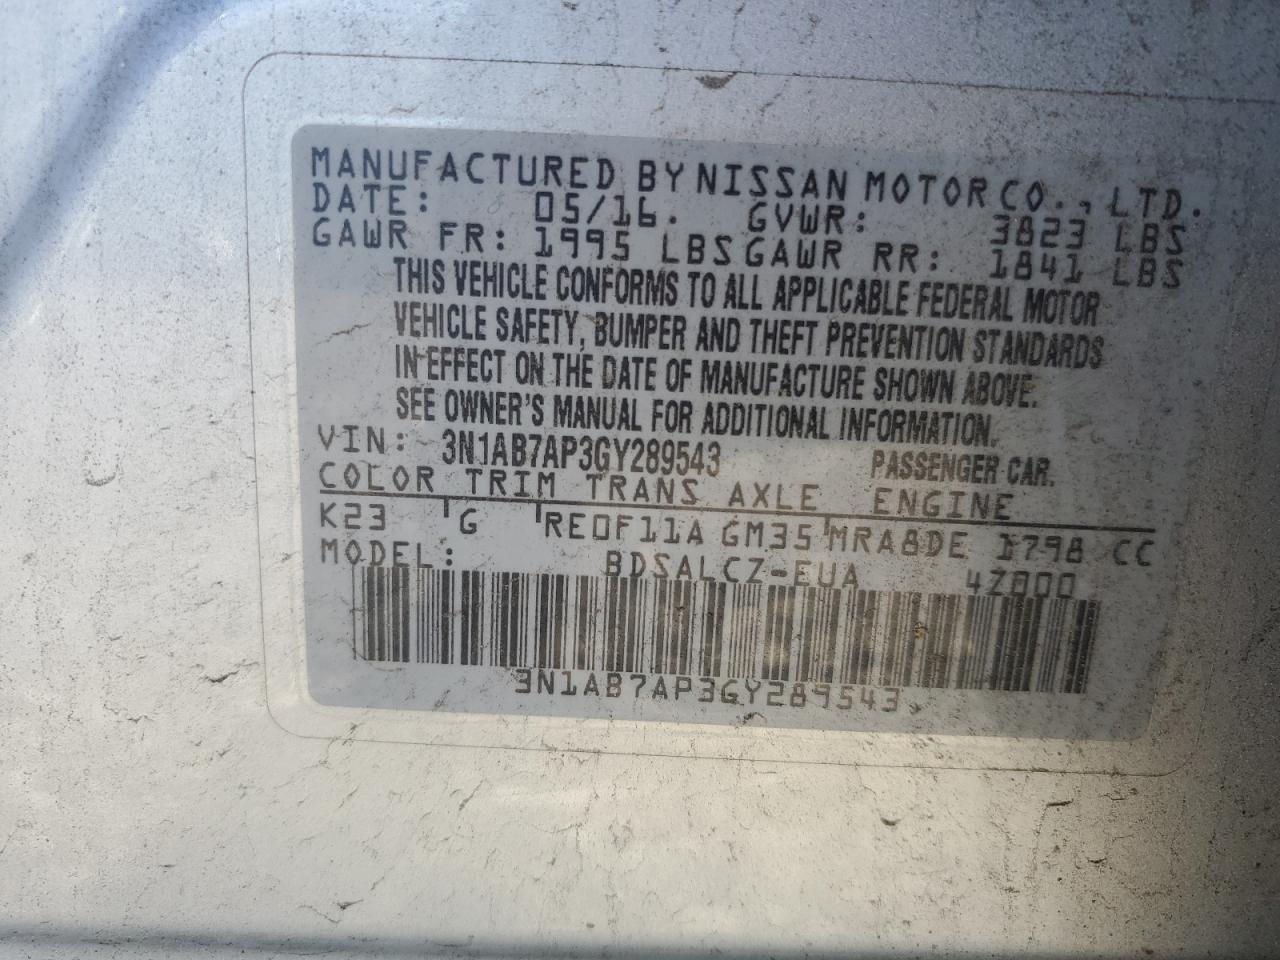 MANUFACTURED BY NISSAN MOTOR CO., LTD.
DATE: 05/16. GVWR: 3823 LBS
GAWR FR: 1995 LBS GAWR RR: 1841 LBS
THIS VEHICLE CONFORMS TO ALL APPLICABLE FEDERAL MOTOR
VEHICLE SAFETY, BUMPER AND THEFT PREVENTION STANDARDS
IN EFFECT ON THE DATE OF MANUFACTURE SHOWN ABOVE.
SEE OWNER'S MANUAL FOR ADDITIONAL INFORMATION.
VIN: 3N1AB7AP3GY289543 PASSENGER CAR.
COLOR TRIM TRANS AXLE ENGINE
K23 G RE0F11A GM35 MRA8DE 1798 CC
MODEL: BDSALCZ-EUA 4Z000
3N1AB7AP3GY289543